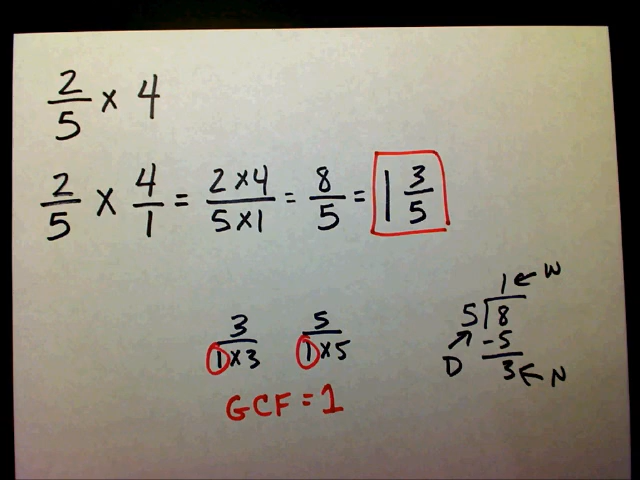 2/5 × 4
2/5 × 4/1 = 2×4/5×1 = 8/5 = 1 3/5
3/1×3 5/1×5
GCF = 1
1 ← W
5)8
-5
D
3 ← N